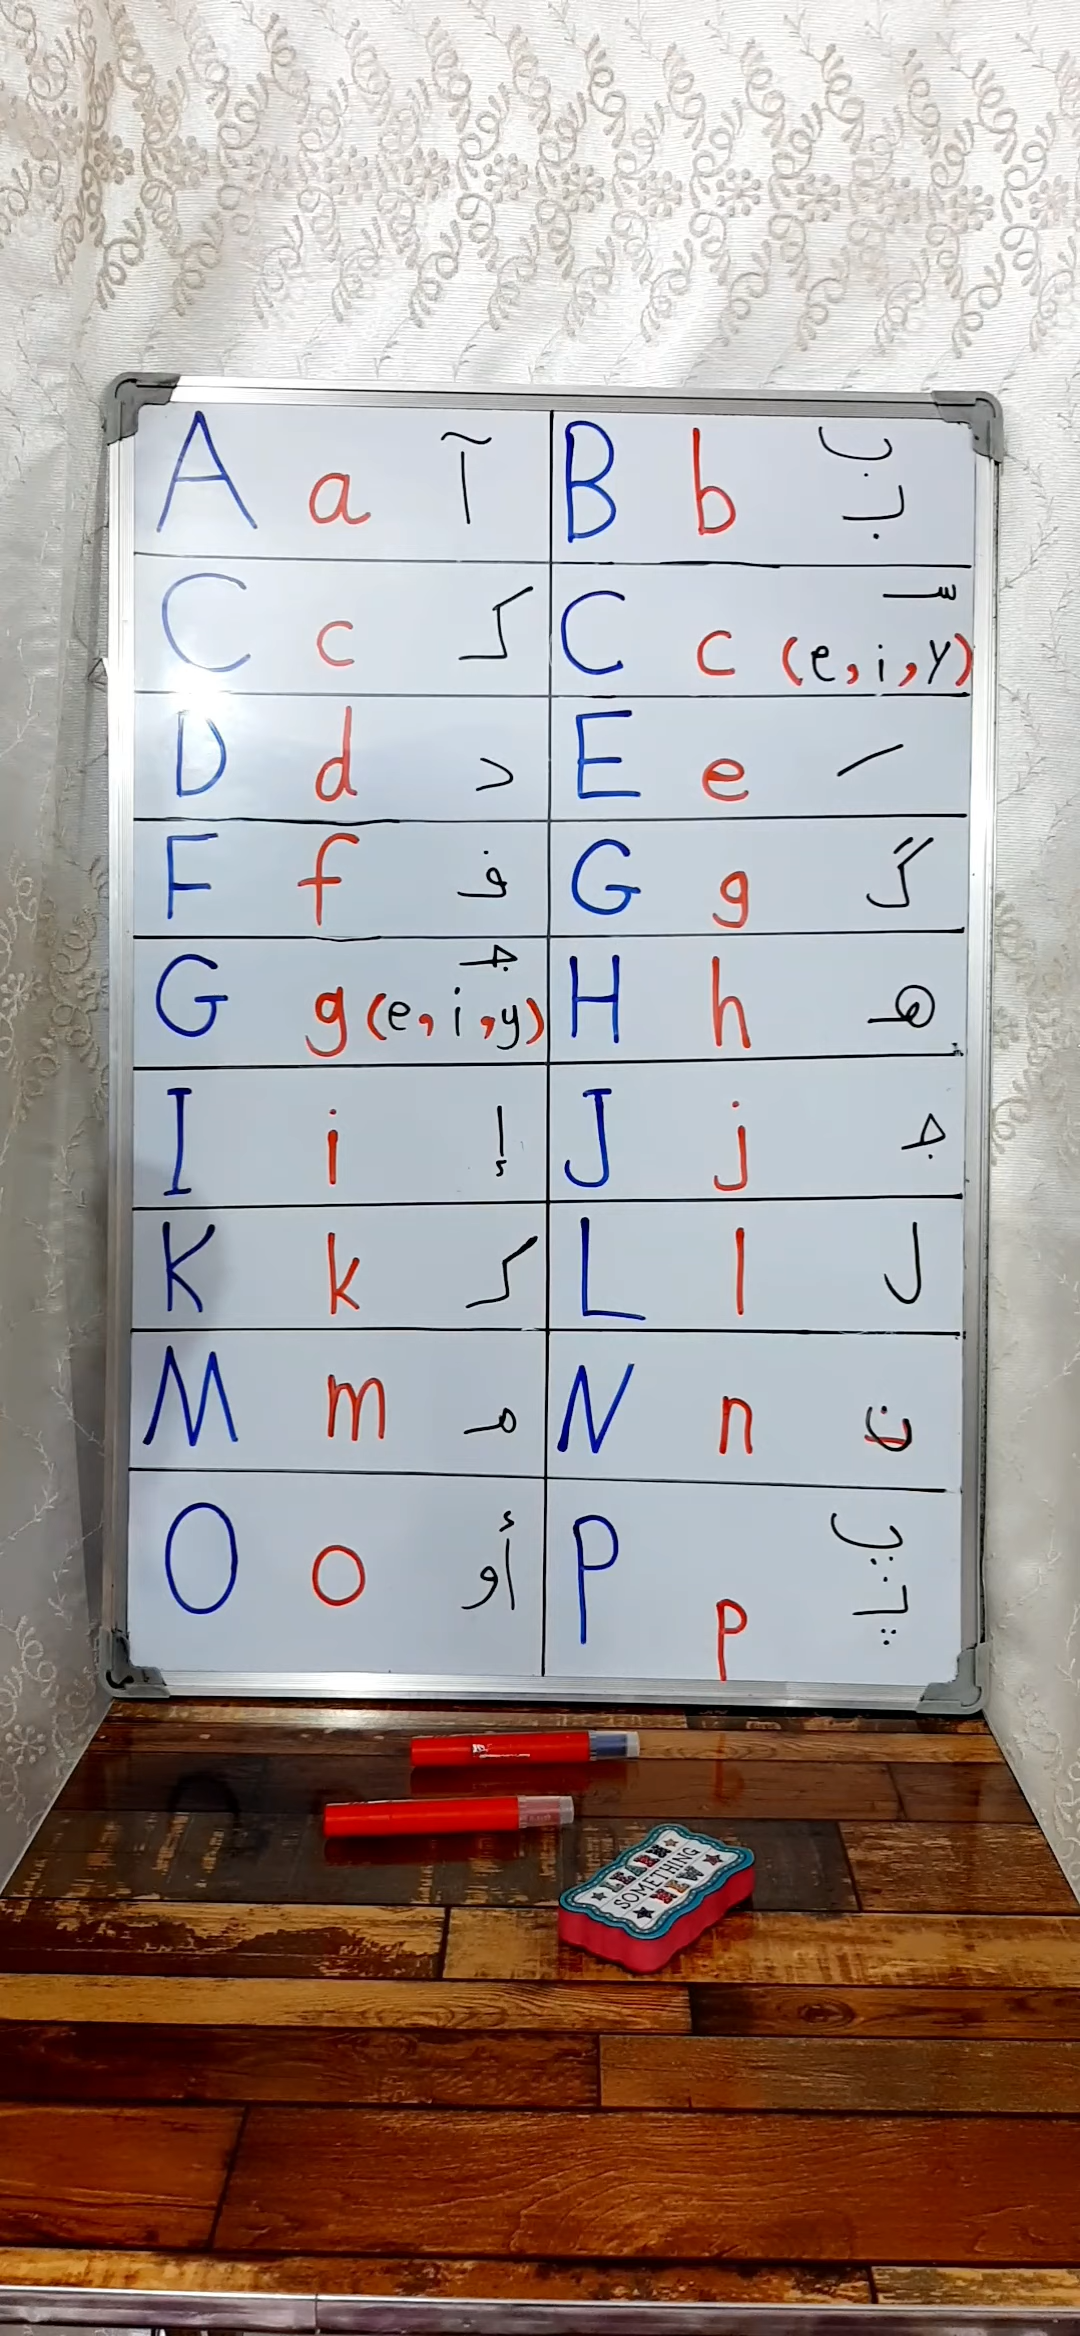 A a آ B b ب بـ
C c کـ C c (e,i,y) سـ
D d د E e ـَ
F f فـ G g گـ
G g (e,i,y) جـ H h هـ
I i إ J j جـ
K k کـ L l ل
M m مـ N n ن
O o أو P p پ پـ
LEARN
SOMETHING
NEW